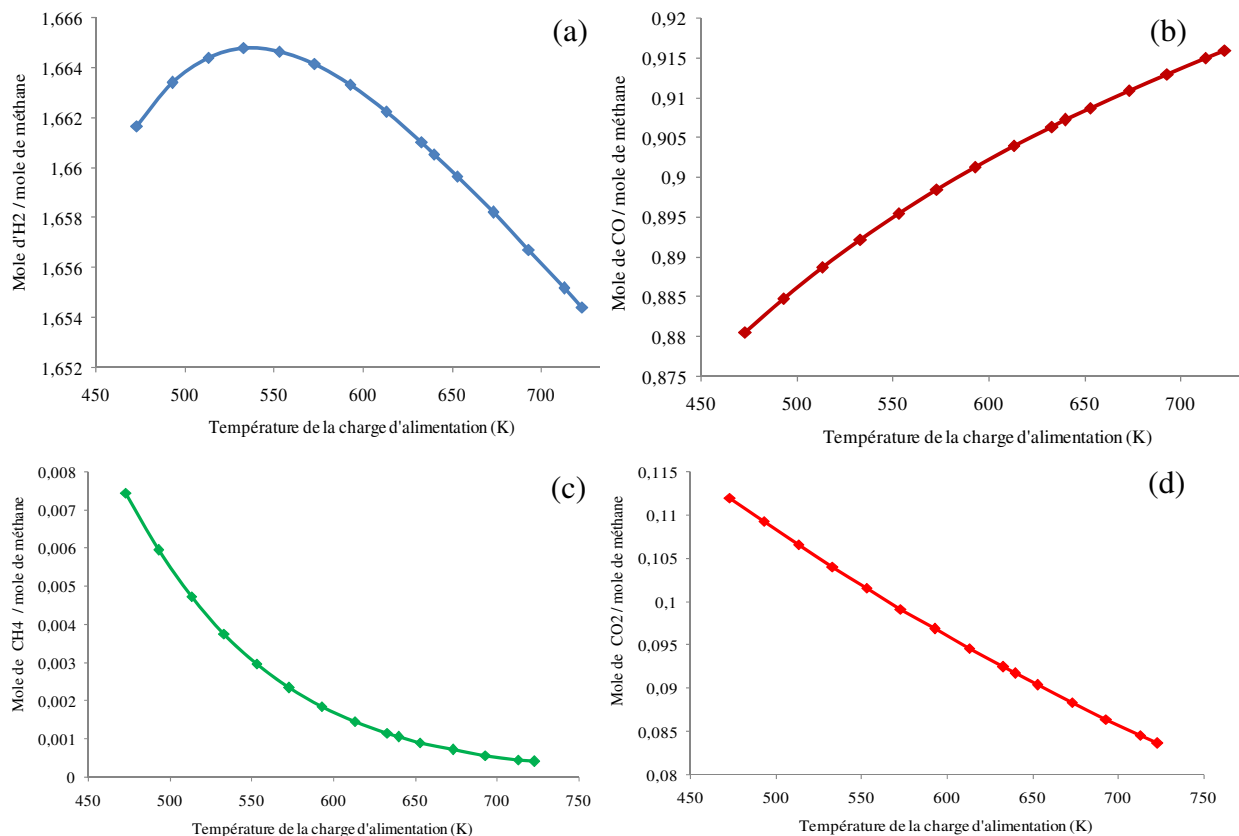 (a)
Mole d'H2 / mole de méthane
1,666
1,664
1,662
1,66
1,658
1,656
1,654
1,652
450 500 550 600 650 700
Température de la charge d'alimentation (K)
(b)
Mole de CO / mole de méthane
0,92
0,915
0,91
0,905
0,9
0,895
0,89
0,885
0,88
0,875
450 500 550 600 650 700
Température de la charge d'alimentation (K)
(c)
Mole de CH4 / mole de méthane
0,008
0,007
0,006
0,005
0,004
0,003
0,002
0,001
0
450 500 550 600 650 700 750
Température de la charge d'alimentation (K)
(d)
Mole de CO2 / mole de méthane
0,115
0,11
0,105
0,1
0,095
0,09
0,085
0,08
450 500 550 600 650 700 750
Température de la charge d'alimentation (K)